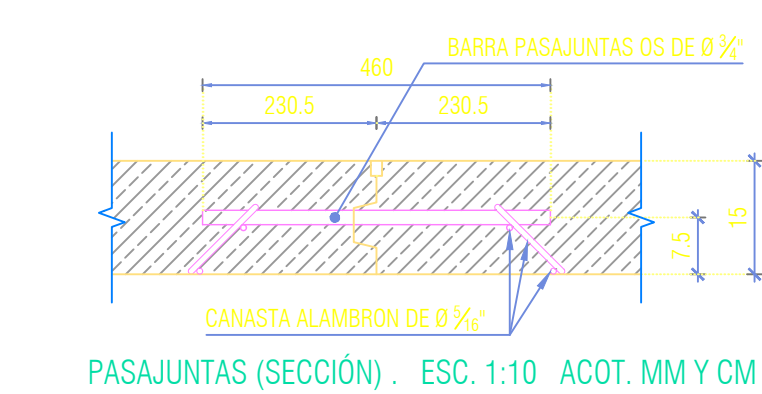 BARRA PASAJUNTAS OS DE Ø 3/4"
460
230.5 230.5
15
7.5
CANASTA ALAMBRON DE Ø 5/16"
PASAJUNTAS (SECCIÓN) . ESC. 1:10 ACOT. MM Y CM